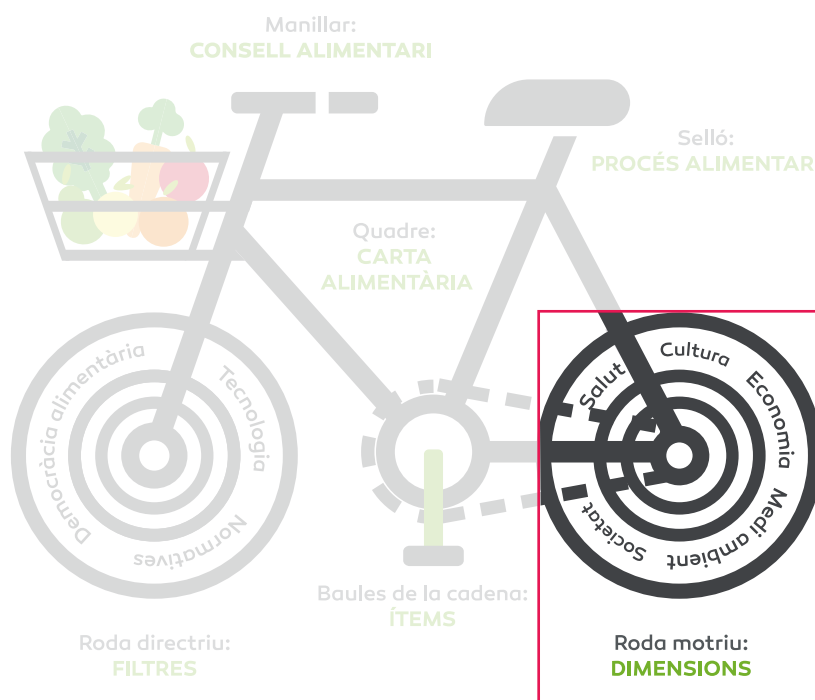 Manillar:
CONSELL ALIMENTARI
Selló:
PROCÉS ALIMENTAR
Quadre:
CARTA
ALIMENTÀRIA
Democràcia alimentària
Tecnologia
Normatives
Salut
Cultura
Economia
Medi ambient
Societat
Baules de la cadena:
ÍTEMS
Roda directriu:
FILTRES
Roda motriu:
DIMENSIONS